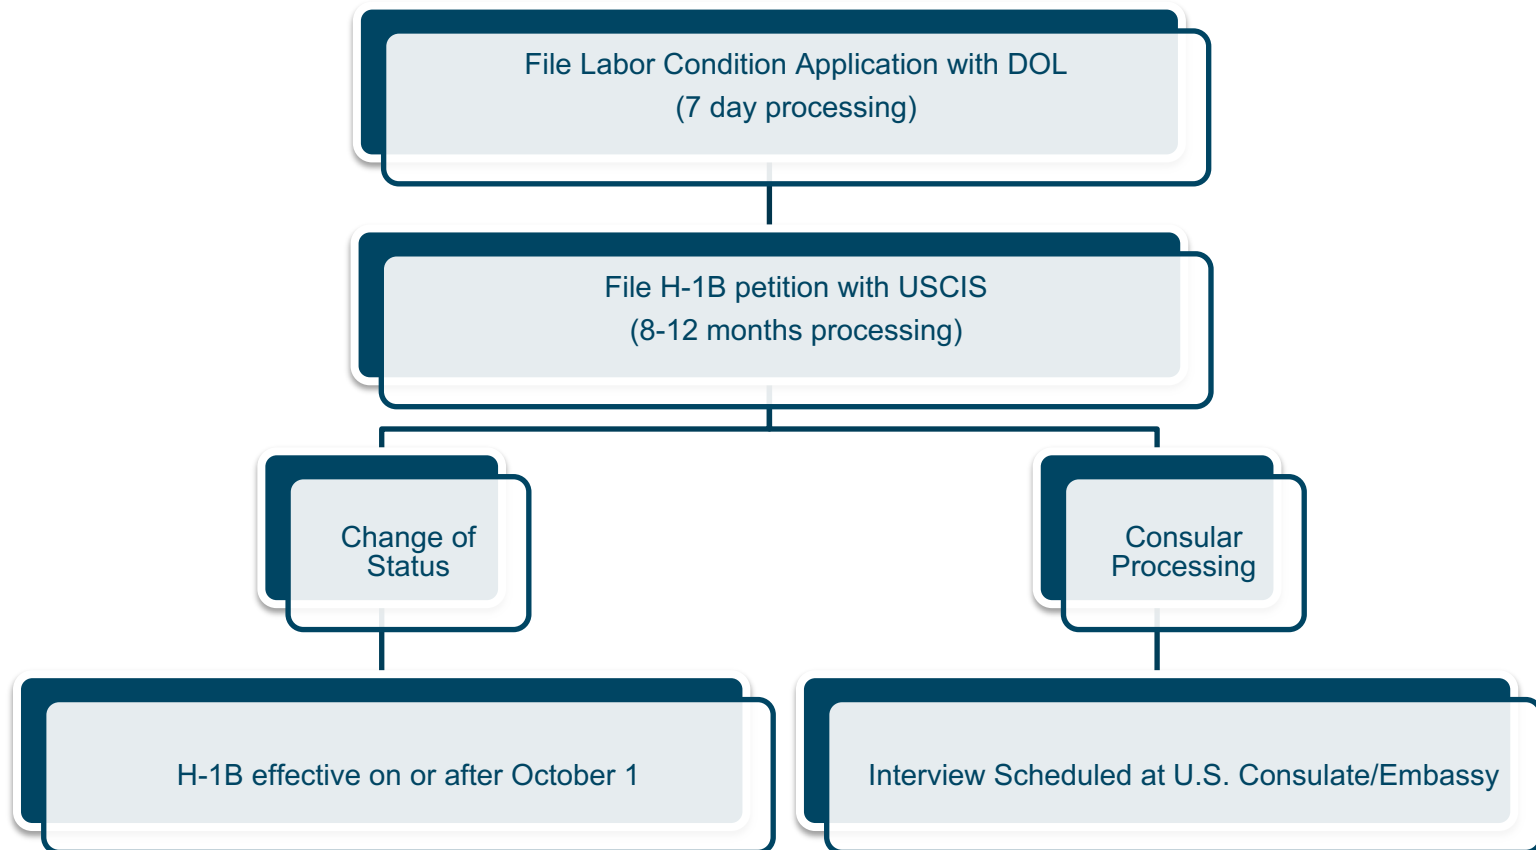 File Labor Condition Application with DOL
(7 day processing)
File H-1B petition with USCIS
(8-12 months processing)
Change of
Status
Consular
Processing
H-1B effective on or after October 1
Interview Scheduled at U.S. Consulate/Embassy